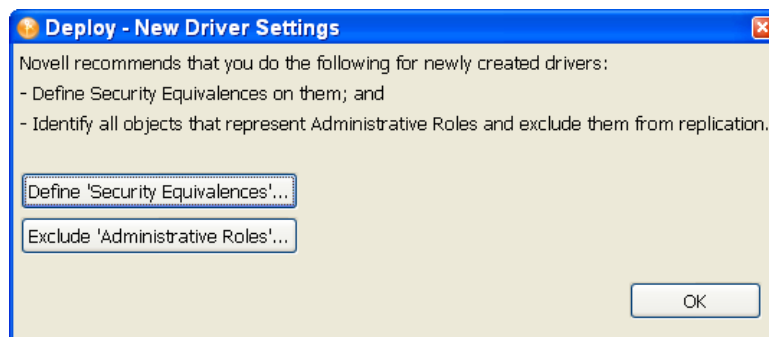 Deploy - New Driver Settings
Novell recommends that you do the following for newly created drivers:
- Define Security Equivalences on them; and
- Identify all objects that represent Administrative Roles and exclude them from replication.
Define 'Security Equivalences'...
Exclude 'Administrative Roles'...
OK